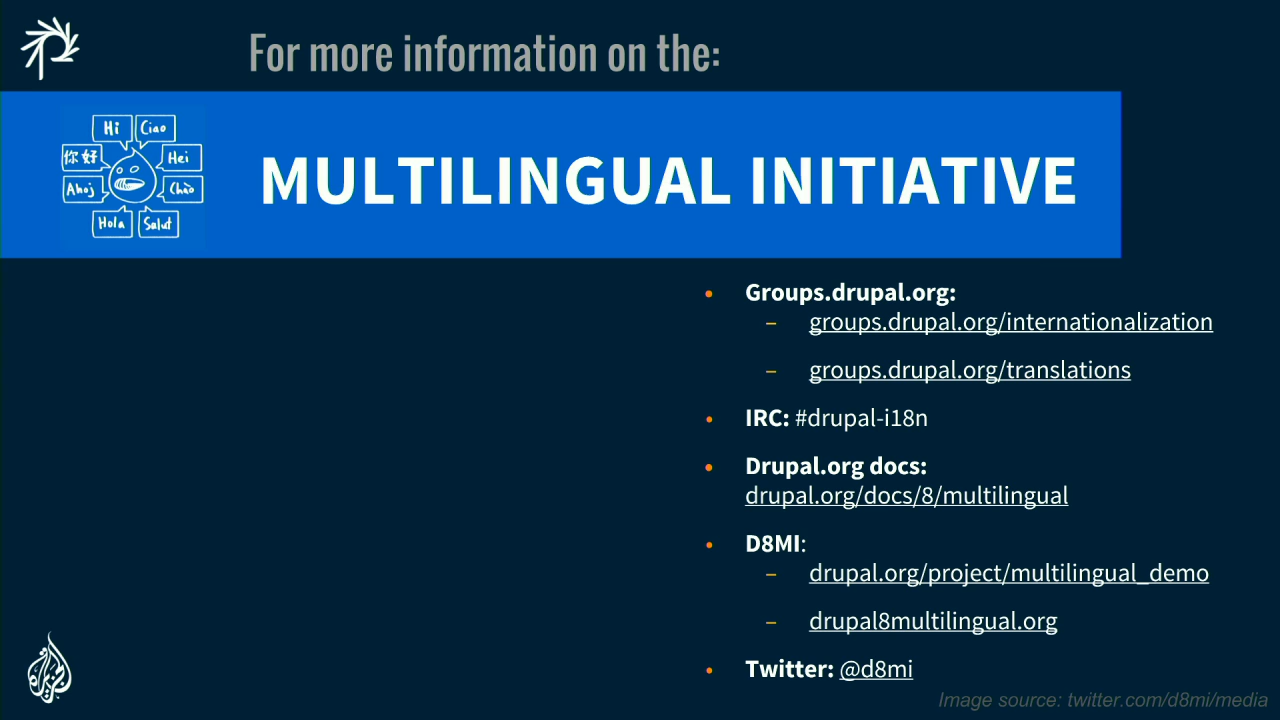 For more information on the:
Hi
Ciao
你好
Hei
Ahoj
Chào
Hola
Salut
MULTILINGUAL INITIATIVE
• Groups.drupal.org:
– groups.drupal.org/internationalization
– groups.drupal.org/translations
• IRC: #drupal-i18n
• Drupal.org docs:
drupal.org/docs/8/multilingual
• D8MI:
– drupal.org/project/multilingual_demo
– drupal8multilingual.org
• Twitter: @d8mi
Image source: twitter.com/d8mi/media